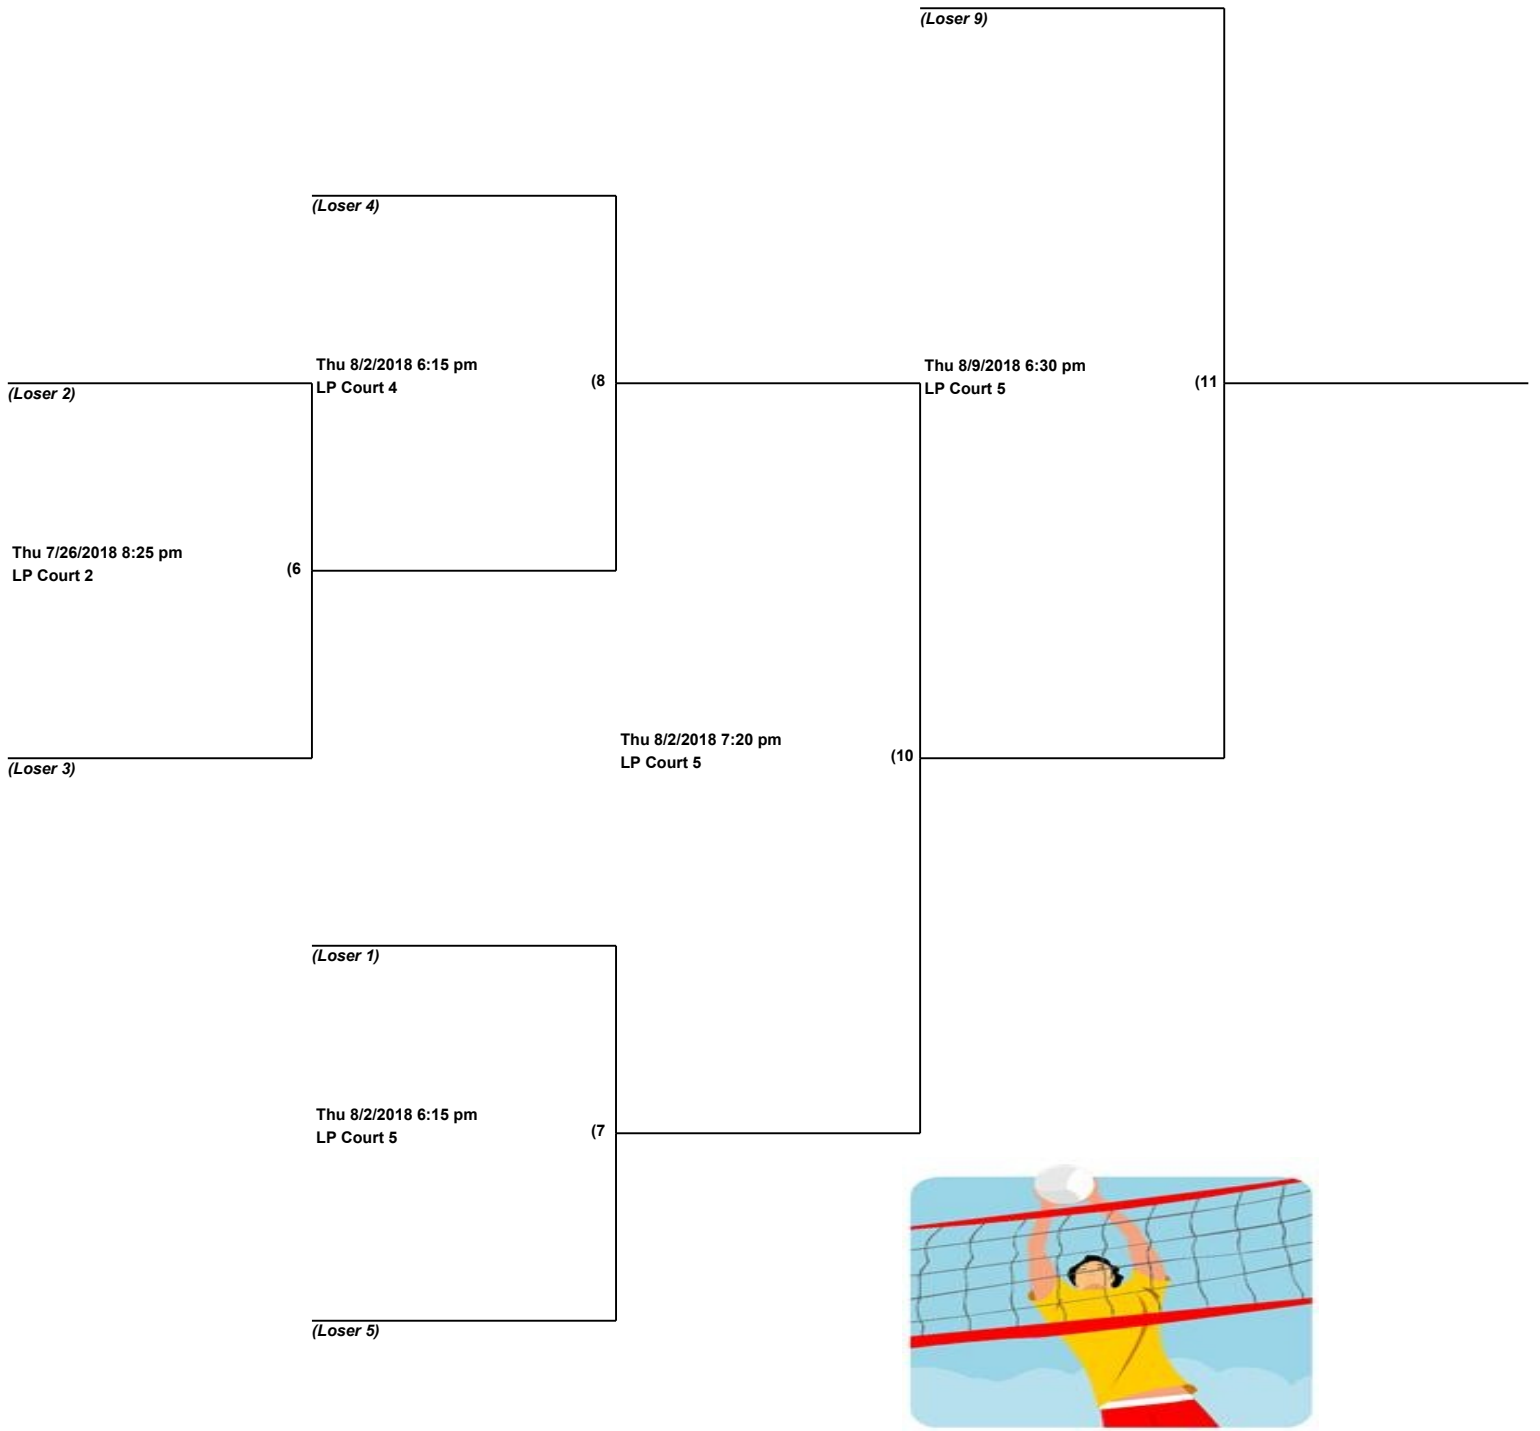 (Loser 9)
(Loser 4)
Thu 8/2/2018 6:15 pm
LP Court 4
(8
Thu 8/9/2018 6:30 pm
LP Court 5
(11
(Loser 2)
Thu 7/26/2018 8:25 pm
LP Court 2
(6
Thu 8/2/2018 7:20 pm
LP Court 5
(10
(Loser 3)
(Loser 1)
Thu 8/2/2018 6:15 pm
LP Court 5
(7
(Loser 5)